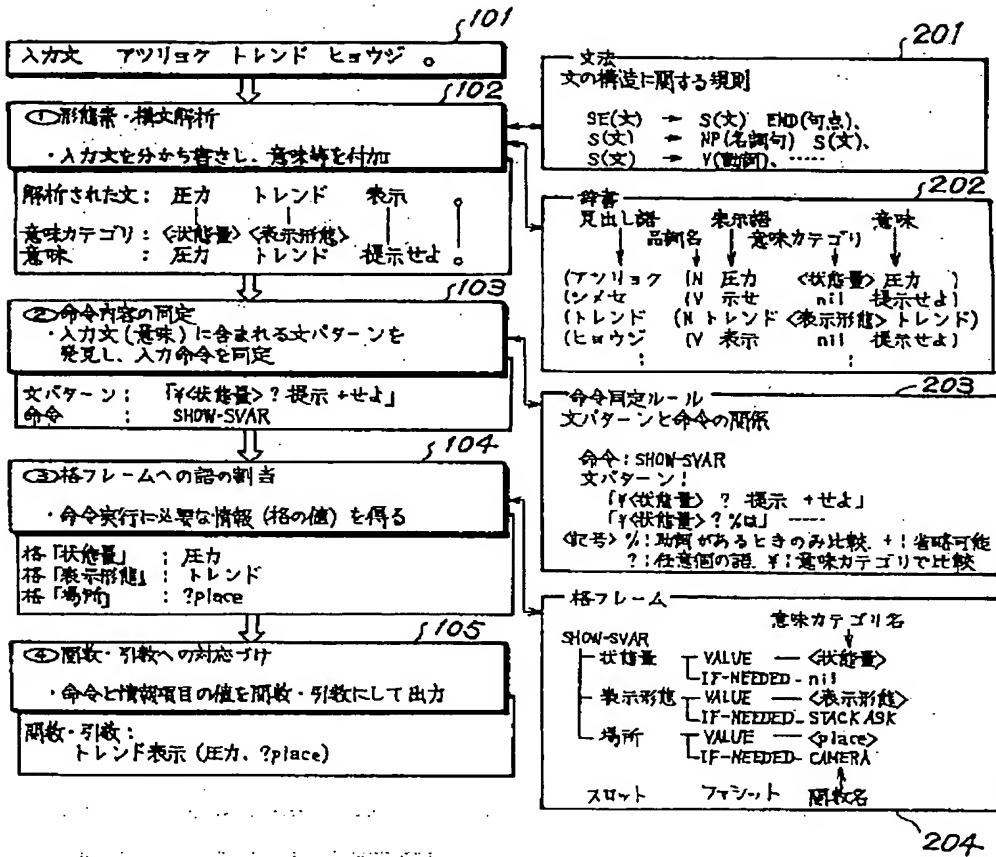 101
入力文 アツリョク トレンド ヒョウジ 。
102
①形態素・構文解析
・入力文を分かち書きし、意味等を付加
解析された文: 圧力 トレンド 表示 。
意味カテゴリ: <状態量> <表示形態>
意味 : 圧力 トレンド 提示せよ 。
103
②命令内容の同定
・入力文(意味)に含まれる文パターンを
発見し、入力命令を同定
文パターン: 「¥<状態量> ? 提示 +せよ」
命令 : SHOW-SVAR
104
③格フレームへの語の割当
・命令実行に必要な情報(格の値)を得る
格「状態量」 : 圧力
格「表示形態」 : トレンド
格「場所」 : ?place
105
④関数・引数への対応づけ
・命令と情報項目の値を関数・引数にして出力
関数・引数:
トレンド表示(圧力、?place)
201
文法
文の構造に関する規則
SE(文) → S(文) END(句点)、
S(文) → NP(名詞句) S(文)、
S(文) → V(動詞)、-----
202
辞書
見出し語 表示語 意味
品詞名 意味カテゴリ
(アツリョク (N 圧力 <状態量> 圧力 )
(シメセ (V 示せ nil 提示せよ)
(トレンド (N トレンド <表示形態> トレンド)
(ヒョウジ (V 表示 nil 提示せよ)
: :
203
命令同定ルール
文パターンと命令の関係
命令:SHOW-SVAR
文パターン:
「¥<状態量> ? 提示 +せよ」
「¥<状態量> ? %は」 -----
<記号> %:助詞があるときのみ比較、+:省略可能
?:任意個の語、¥:意味カテゴリで比較
格フレーム
意味カテゴリ名
SHOW-SVAR
状態量 VALUE — <状態量>
IF-NEEDED - nil
表示形態 VALUE — <表示形態>
IF-NEEDED - STACK ASK
場所 VALUE — <place>
IF-NEEDED - CAMERA
スロット ファシット 関数名
204